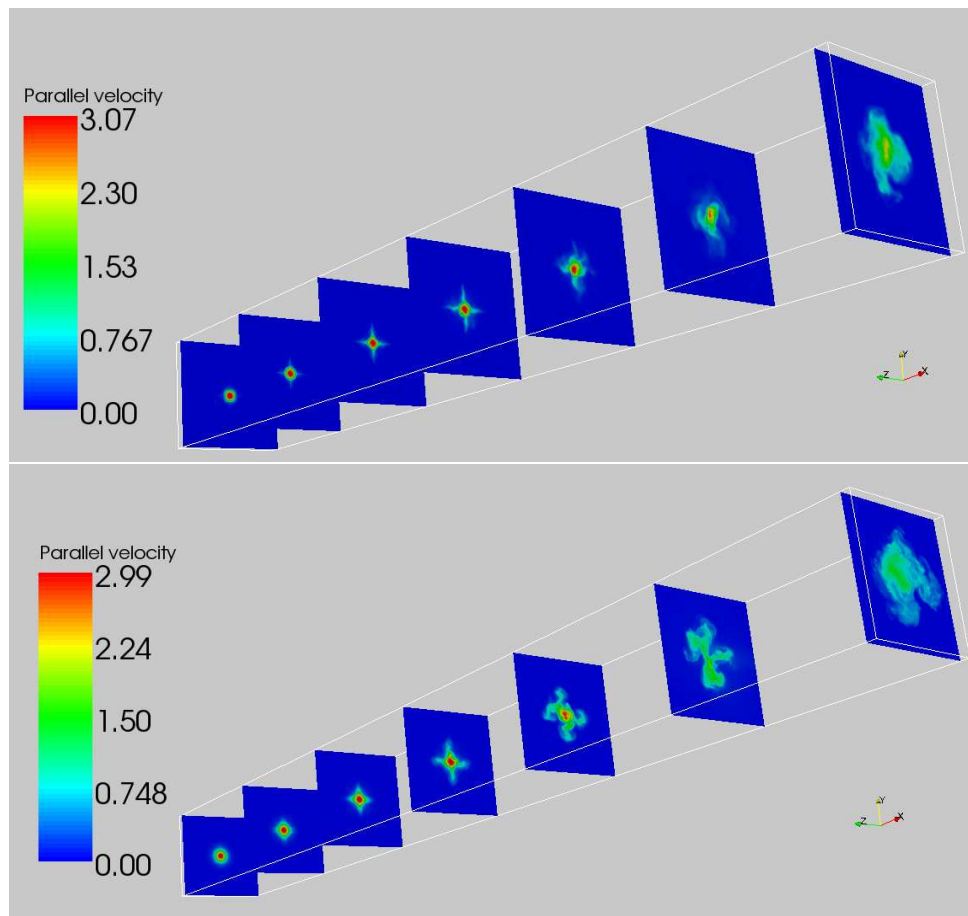 Parallel velocity
3.07
2.30
1.53
0.767
0.00
Y
Z
X
Parallel velocity
2.99
2.24
1.50
0.748
0.00
Y
Z
X